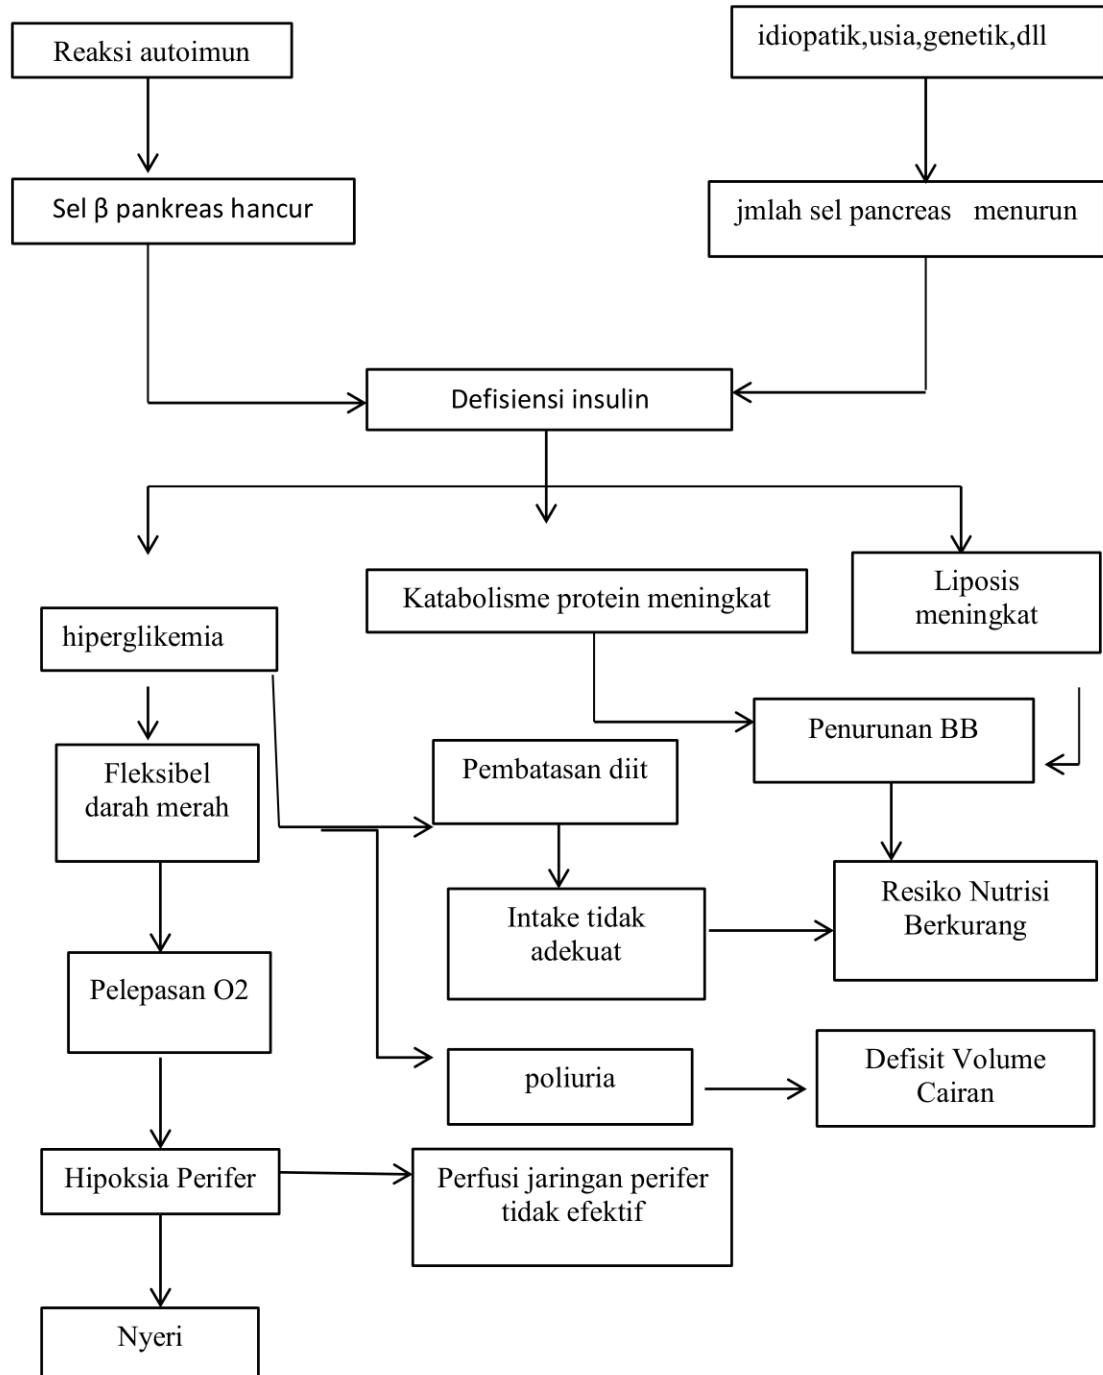 Reaksi autoimun
idiopatik,usia,genetik,dll
Sel β pankreas hancur
jmlah sel pancreas menurun
Defisiensi insulin
hiperglikemia
Katabolisme protein meningkat
Liposis
meningkat
Fleksibel
darah merah
Pembatasan diit
Penurunan BB
Pelepasan O2
Intake tidak
adekuat
Resiko Nutrisi
Berkurang
poliuria
Defisit Volume
Cairan
Hipoksia Perifer
Perfusi jaringan perifer
tidak efektif
Nyeri